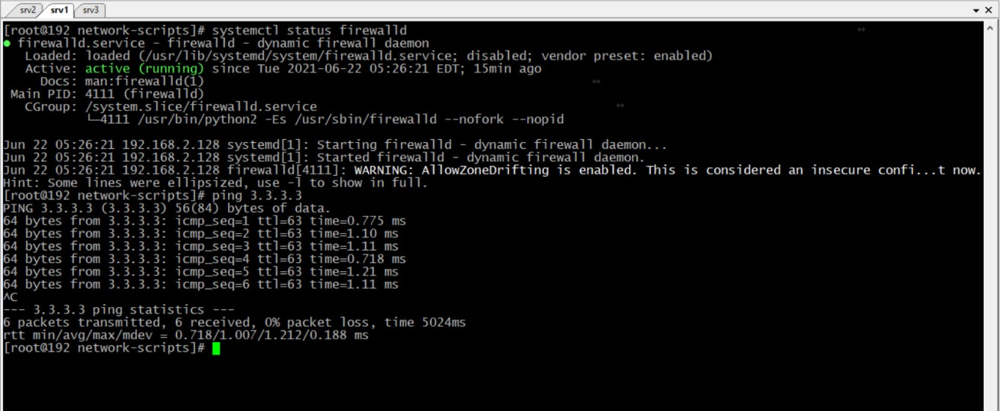 srv2 srv1 srv3
[root@192 network-scripts]# systemctl status firewalld
● firewalld.service - firewalld - dynamic firewall daemon
   Loaded: loaded (/usr/lib/systemd/system/firewalld.service; disabled; vendor preset: enabled)
   Active: active (running) since Tue 2021-06-22 05:26:21 EDT; 15min ago
     Docs: man:firewalld(1)
 Main PID: 4111 (firewalld)
   CGroup: /system.slice/firewalld.service
           └─4111 /usr/bin/python2 -Es /usr/sbin/firewalld --nofork --nopid
Jun 22 05:26:21 192.168.2.128 systemd[1]: Starting firewalld - dynamic firewall daemon...
Jun 22 05:26:21 192.168.2.128 systemd[1]: Started firewalld - dynamic firewall daemon.
Jun 22 05:26:21 192.168.2.128 firewalld[4111]: WARNING: AllowZoneDrifting is enabled. This is considered an insecure confi...t now.
Hint: Some lines were ellipsized, use -l to show in full.
[root@192 network-scripts]# ping 3.3.3.3
PING 3.3.3.3 (3.3.3.3) 56(84) bytes of data.
64 bytes from 3.3.3.3: icmp_seq=1 ttl=63 time=0.775 ms
64 bytes from 3.3.3.3: icmp_seq=2 ttl=63 time=1.10 ms
64 bytes from 3.3.3.3: icmp_seq=3 ttl=63 time=1.11 ms
64 bytes from 3.3.3.3: icmp_seq=4 ttl=63 time=0.718 ms
64 bytes from 3.3.3.3: icmp_seq=5 ttl=63 time=1.21 ms
64 bytes from 3.3.3.3: icmp_seq=6 ttl=63 time=1.11 ms
^C
--- 3.3.3.3 ping statistics ---
6 packets transmitted, 6 received, 0% packet loss, time 5024ms
rtt min/avg/max/mdev = 0.718/1.007/1.212/0.188 ms
[root@192 network-scripts]#